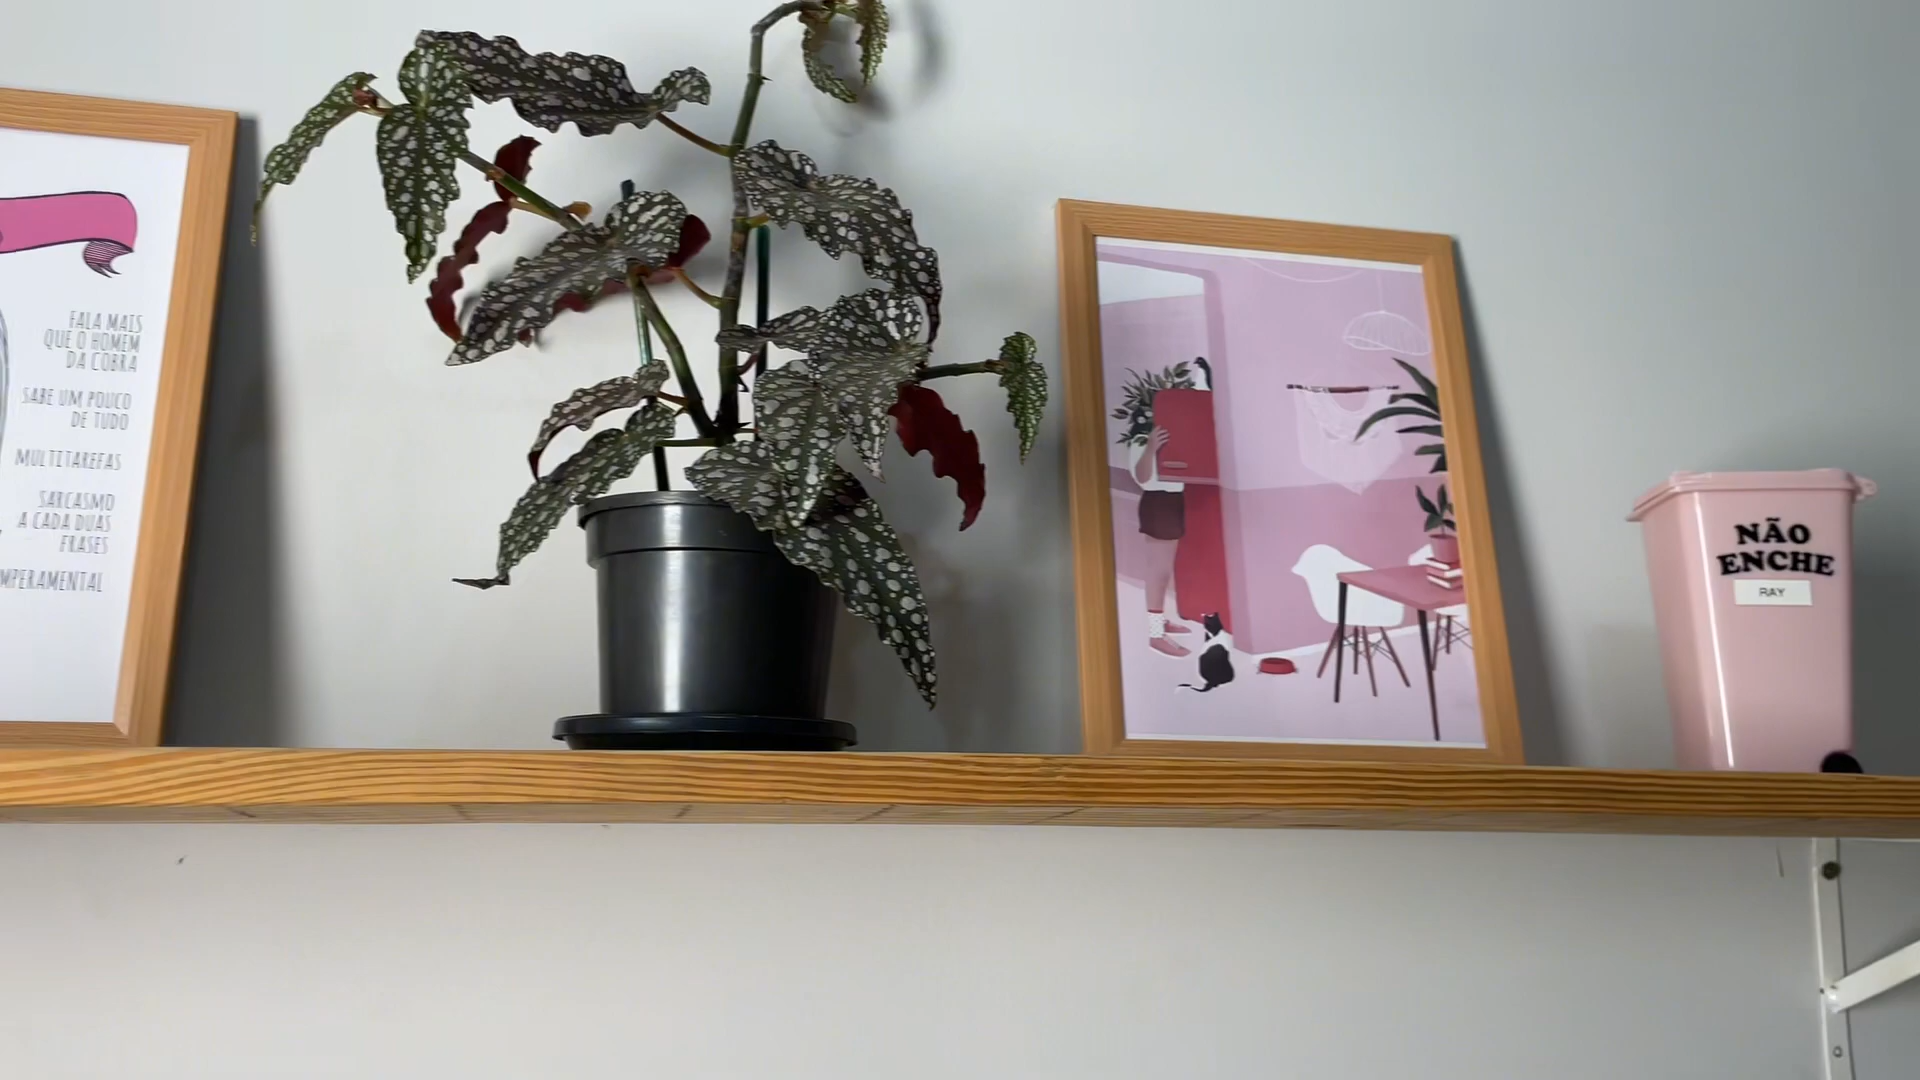 FALA MAIS
QUE O HOMEM
DA COBRA
SABE UM POUCO
DE TUDO
MULTITAREFAS
SARCASMO
A CADA DUAS
FRASES
MPERAMENTAL
NÃO
ENCHE
RAY